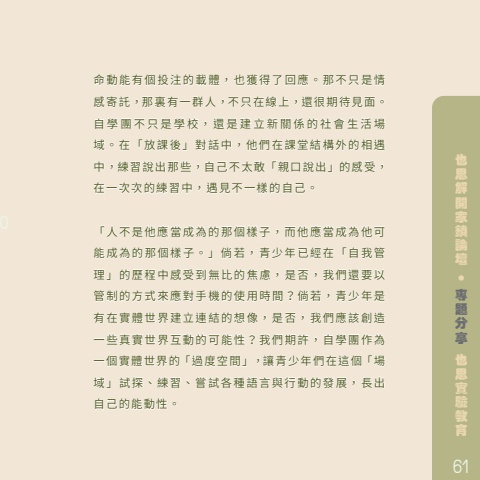 命動能有個投注的載體，也獲得了回應。那不只是情
感寄託，那裏有一群人，不只在線上，還很期待見面。
自學團不只是學校，還是建立新關係的社會生活場
域。在「放課後」對話中，他們在課堂結構外的相遇
中，練習說出那些，自己不太敢「親口說出」的感受，
在一次次的練習中，遇見不一樣的自己。
「人不是他應當成為的那個樣子，而他應當成為他可
能成為的那個樣子。」倘若，青少年已經在「自我管
理」的歷程中感受到無比的焦慮，是否，我們還要以
管制的方式來應對手機的使用時間？倘若，青少年是
有在實體世界建立連結的想像，是否，我們應該創造
一些真實世界互動的可能性？我們期許，自學團作為
一個實體世界的「過度空間」，讓青少年們在這個「場
域」試探、練習、嘗試各種語言與行動的發展，長出
自己的能動性。
也思解開家饋論壇 • 專題分享 也思實驗教育
61